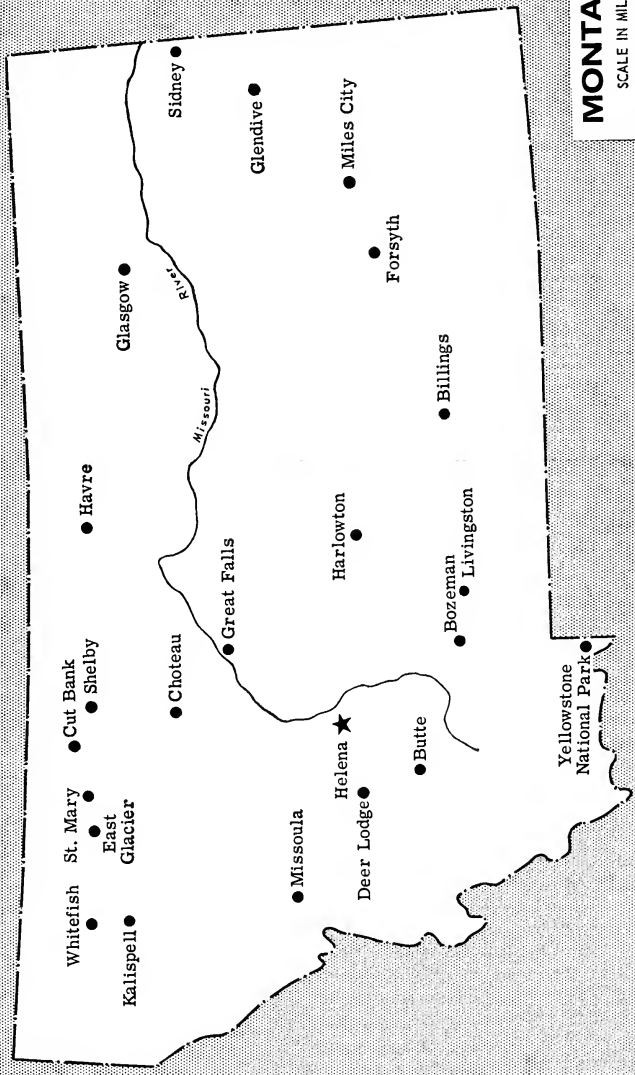 Whitefish
Kalispell
St. Mary
East
Glacier
Cut Bank
Shelby
Havre
Glasgow
Sidney
Choteau
Great Falls
Missouri
River
Glendive
Missoula
Helena
Deer Lodge
Butte
Harlowton
Miles City
Forsyth
Bozeman
Livingston
Billings
Yellowstone
National Park
MONTA
SCALE IN MIL